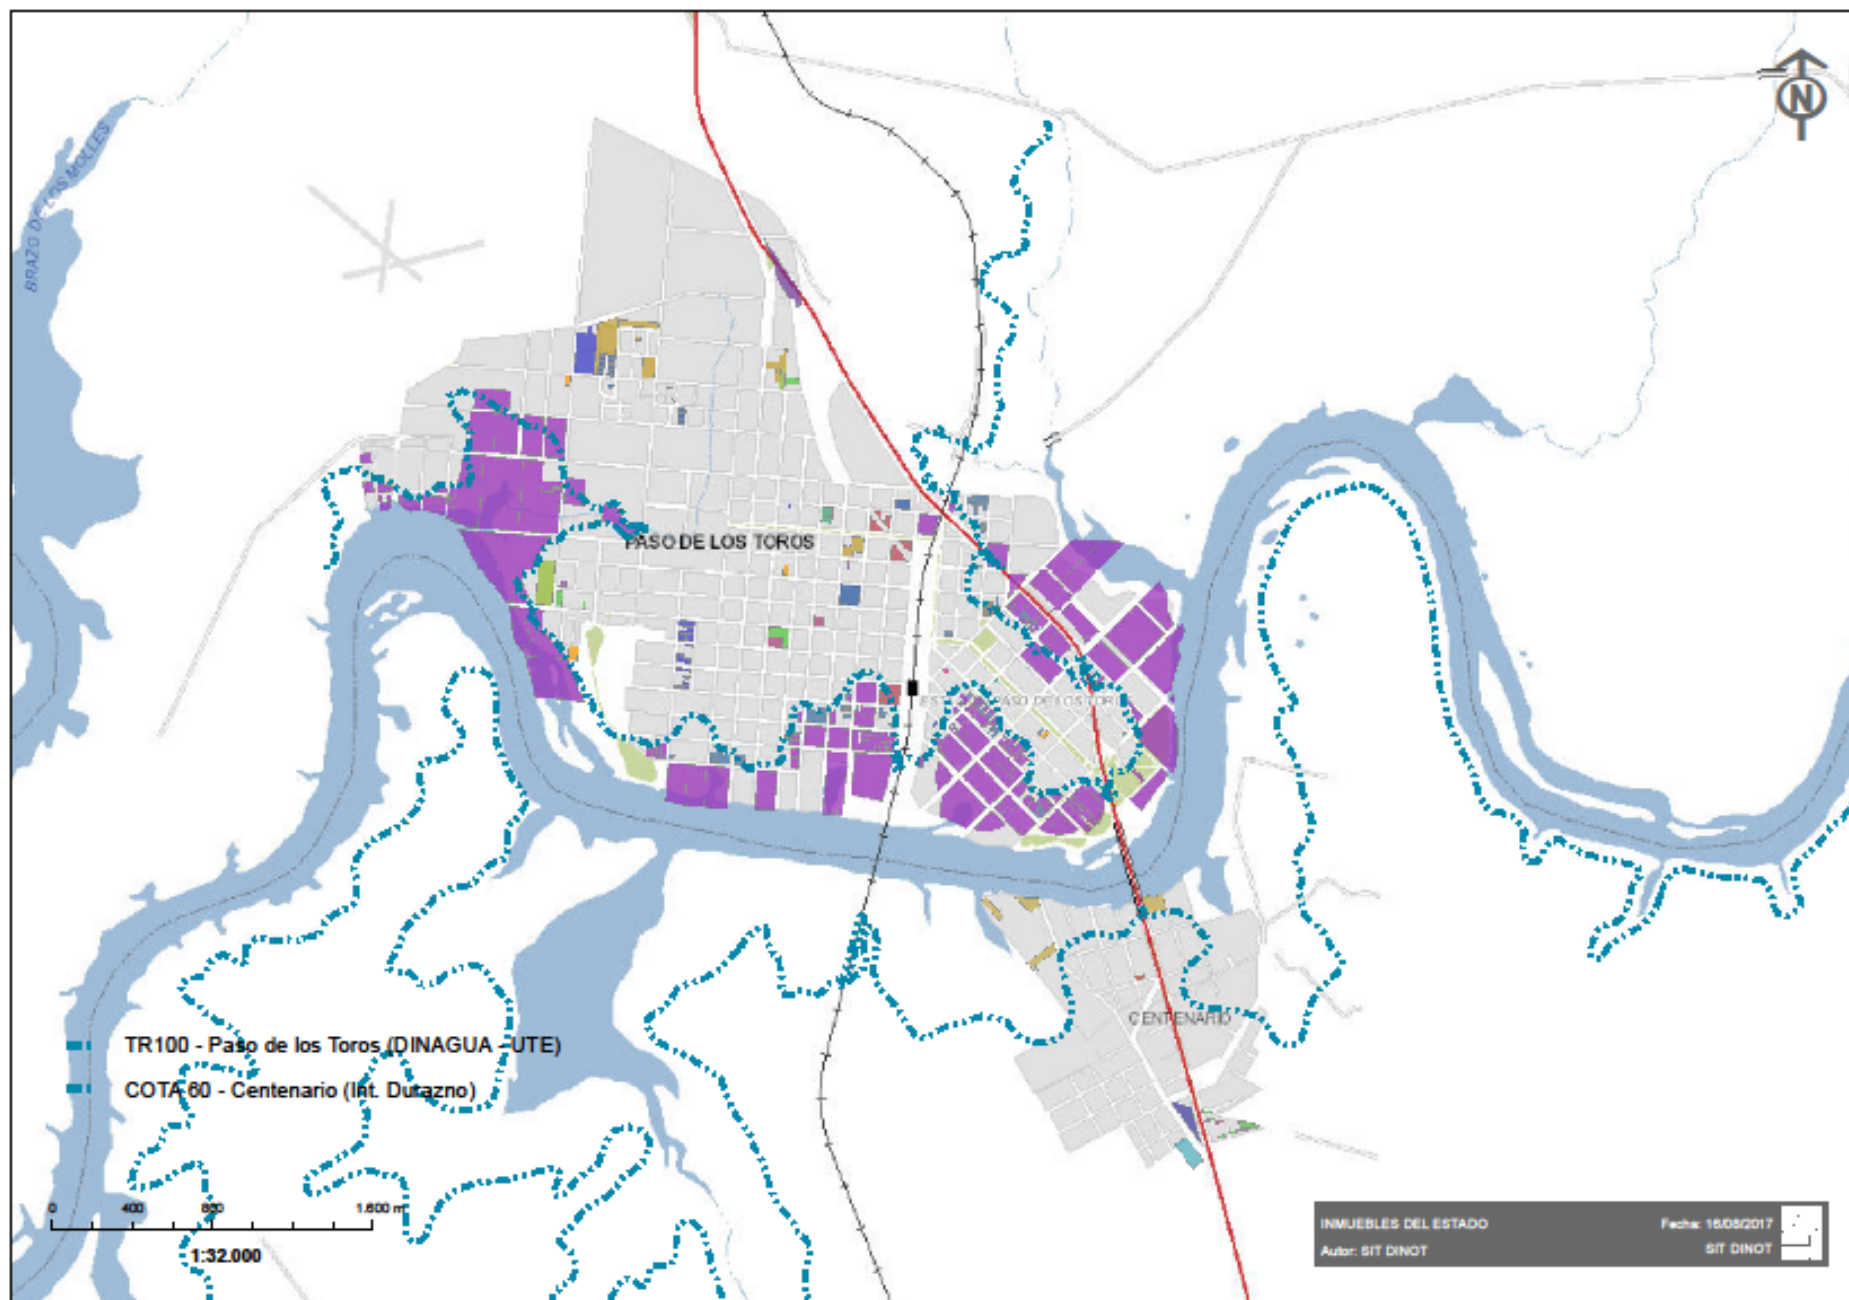 N
BRAZO DE LOS MOLLES
PASO DE LOS TOROS
CENTENARIO
TR100 - Paso de los Toros (DINAGUA - UTE)
COTA 60 - Centenario (Int. Durazno)
0 400 800 1.600 m
1:32.000
INMUEBLES DEL ESTADO
Fecha: 16/08/2017
Autor: SIT DINOT
SIT DINOT